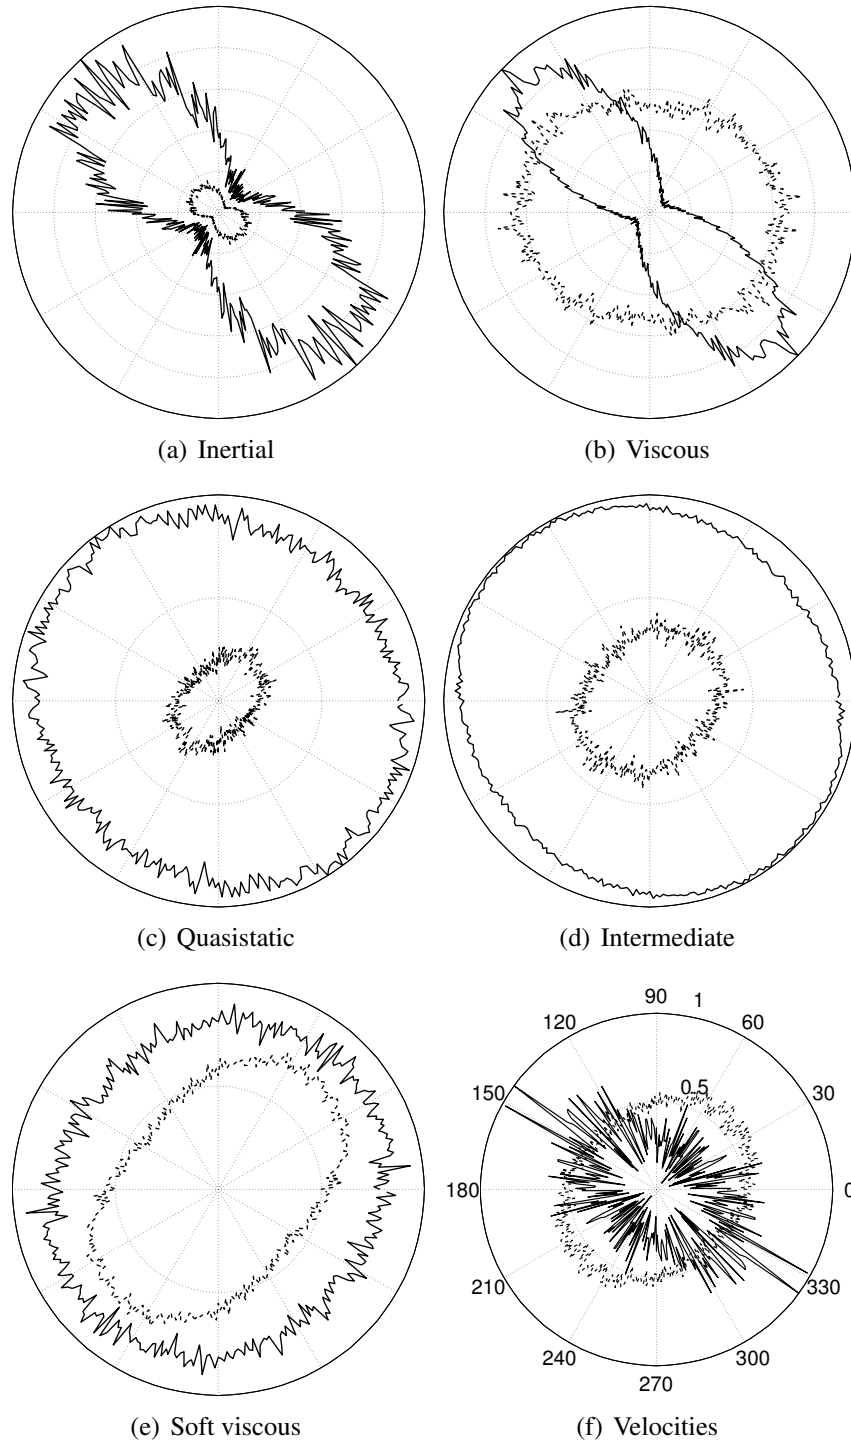 (a) Inertial
(b) Viscous
(c) Quasistatic
(d) Intermediate
90
1
120
60
0.5
150
30
180
0
210
330
240
300
270
(e) Soft viscous
(f) Velocities